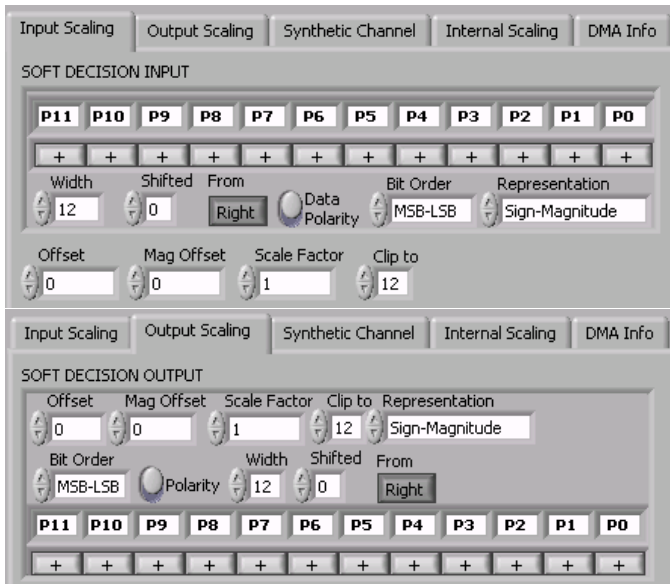 Input Scaling Output Scaling Synthetic Channel Internal Scaling DMA Info
SOFT DECISION INPUT
P11 P10 P9 P8 P7 P6 P5 P4 P3 P2 P1 P0
+ + + + + + + + + + + +
Width Shifted From Data Polarity Bit Order Representation
12 0 Right MSB-LSB Sign-Magnitude
Offset Mag Offset Scale Factor Clip to
0 0 1 12
Input Scaling Output Scaling Synthetic Channel Internal Scaling DMA Info
SOFT DECISION OUTPUT
Offset Mag Offset Scale Factor Clip to Representation
0 0 1 12 Sign-Magnitude
Bit Order Width Shifted From
MSB-LSB Polarity 12 0 Right
P11 P10 P9 P8 P7 P6 P5 P4 P3 P2 P1 P0
+ + + + + + + + + + + +